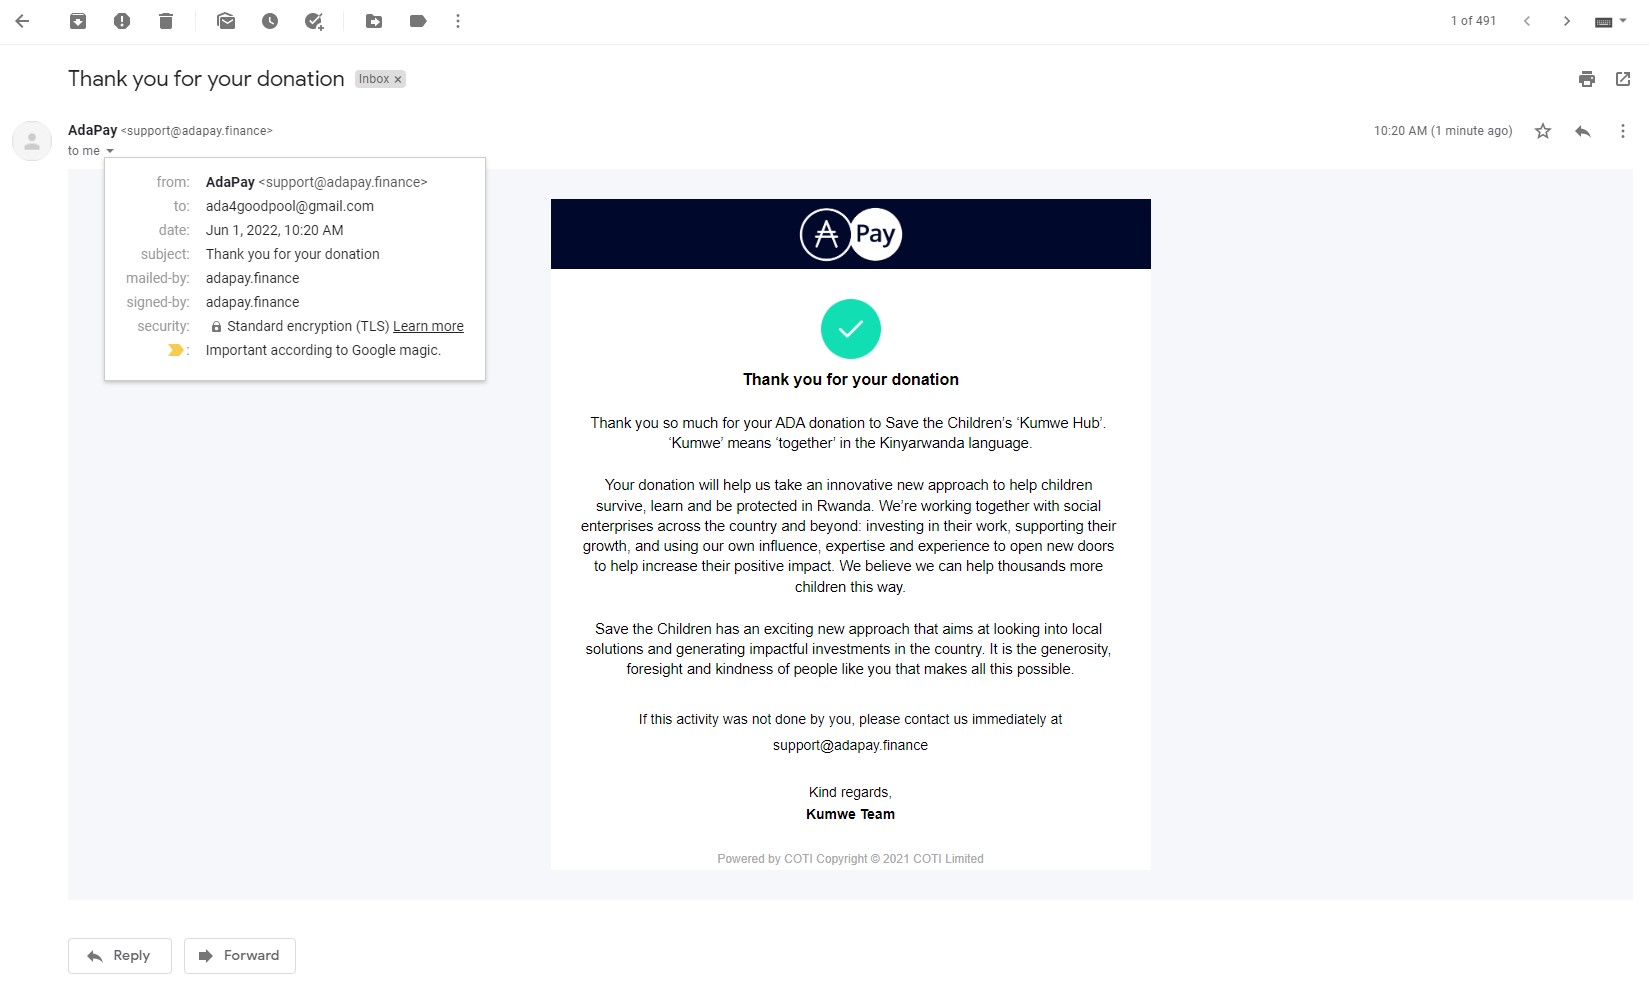 1 of 491
Thank you for your donation Inbox x
AdaPay <support@adapay.finance>
10:20 AM (1 minute ago)
to me
from: AdaPay <support@adapay.finance>
to: ada4goodpool@gmail.com
date: Jun 1, 2022, 10:20 AM
subject: Thank you for your donation
mailed-by: adapay.finance
signed-by: adapay.finance
security: Standard encryption (TLS) Learn more
: Important according to Google magic.
Pay
Thank you for your donation
Thank you so much for your ADA donation to Save the Children’s ‘Kumwe Hub’.
‘Kumwe’ means ‘together’ in the Kinyarwanda language.
Your donation will help us take an innovative new approach to help children
survive, learn and be protected in Rwanda. We’re working together with social
enterprises across the country and beyond: investing in their work, supporting their
growth, and using our own influence, expertise and experience to open new doors
to help increase their positive impact. We believe we can help thousands more
children this way.
Save the Children has an exciting new approach that aims at looking into local
solutions and generating impactful investments in the country. It is the generosity,
foresight and kindness of people like you that makes all this possible.
If this activity was not done by you, please contact us immediately at
support@adapay.finance
Kind regards,
Kumwe Team
Powered by COTI Copyright © 2021 COTI Limited
Reply
Forward